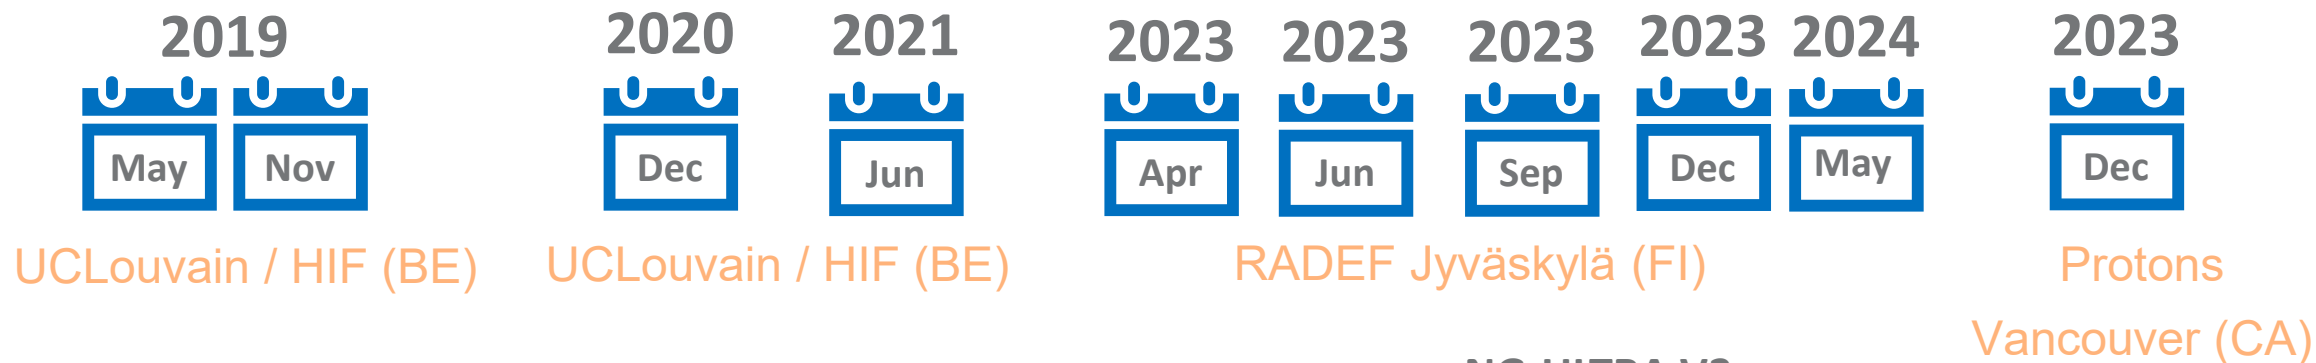 2019 2020 2021 2023 2023 2023 2023 2024 2023
May Nov Dec Jun Apr Jun Sep Dec May Dec
UCLouvain / HIF (BE) UCLouvain / HIF (BE) RADEF Jyväskylä (FI) Protons
Vancouver (CA)